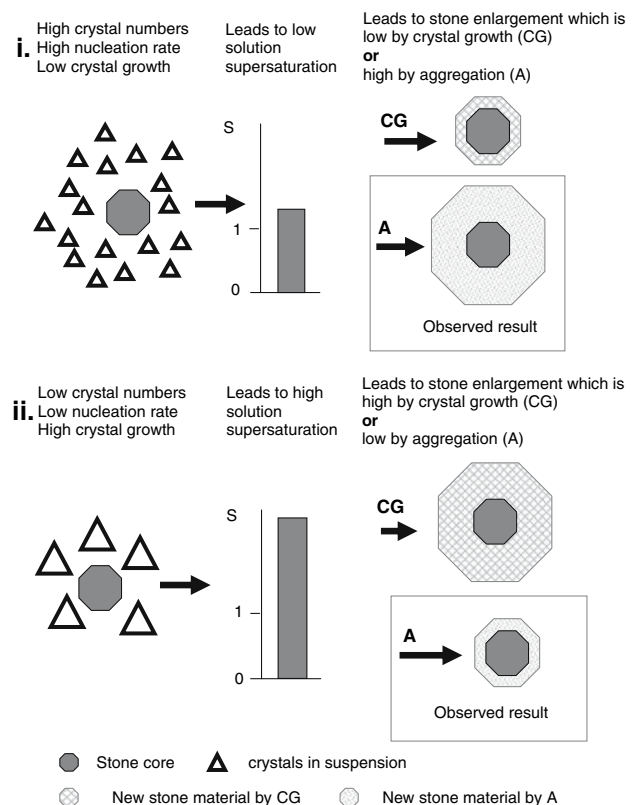 i.
High crystal numbers
High nucleation rate
Low crystal growth
Leads to low
solution
supersaturation
Leads to stone enlargement which is
low by crystal growth (CG)
or
high by aggregation (A)
S
1
0
CG
A
Observed result
ii.
Low crystal numbers
Low nucleation rate
High crystal growth
Leads to high
solution
supersaturation
Leads to stone enlargement which is
high by crystal growth (CG)
or
low by aggregation (A)
S
1
0
CG
A
Observed result
Stone core
crystals in suspension
New stone material by CG
New stone material by A